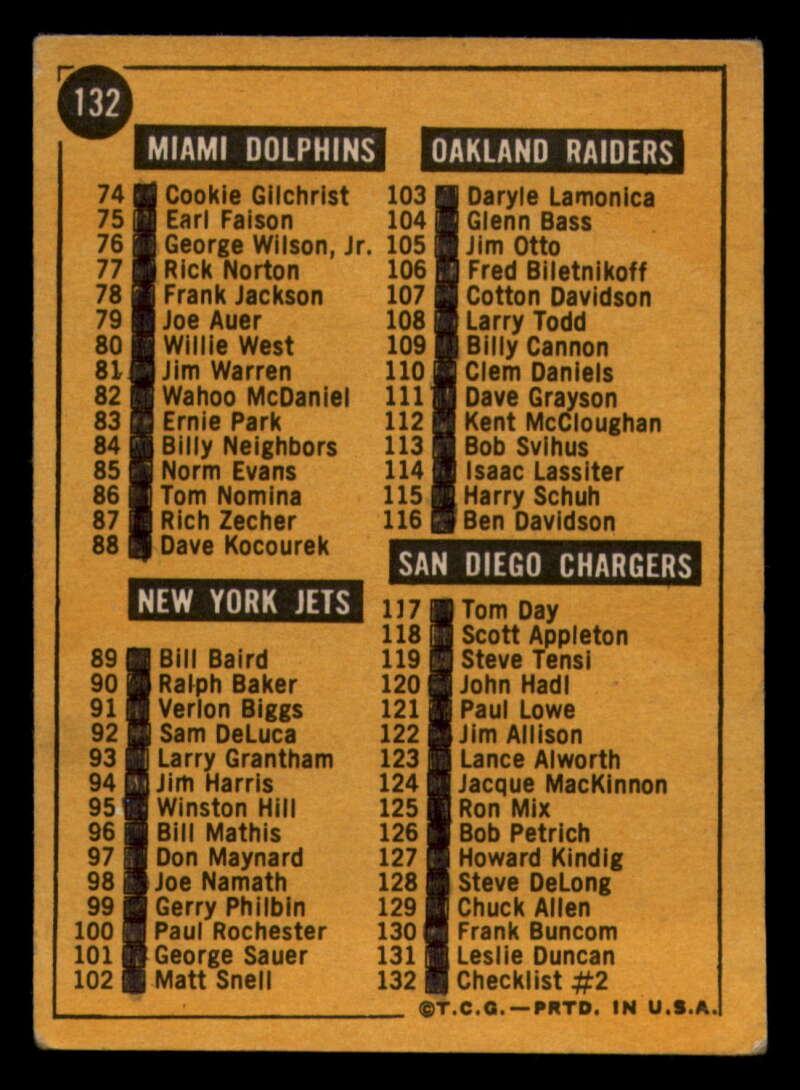 132
MIAMI DOLPHINS
74 Cookie Gilchrist
75 Earl Faison
76 George Wilson, Jr.
77 Rick Norton
78 Frank Jackson
79 Joe Auer
80 Willie West
81 Jim Warren
82 Wahoo McDaniel
83 Ernie Park
84 Billy Neighbors
85 Norm Evans
86 Tom Nomina
87 Rich Zecher
88 Dave Kocourek
NEW YORK JETS
89 Bill Baird
90 Ralph Baker
91 Verlon Biggs
92 Sam DeLuca
93 Larry Grantham
94 Jim Harris
95 Winston Hill
96 Bill Mathis
97 Don Maynard
98 Joe Namath
99 Gerry Philbin
100 Paul Rochester
101 George Sauer
102 Matt Snell
OAKLAND RAIDERS
103 Daryle Lamonica
104 Glenn Bass
105 Jim Otto
106 Fred Biletnikoff
107 Cotton Davidson
108 Larry Todd
109 Billy Cannon
110 Clem Daniels
111 Dave Grayson
112 Kent McCloughan
113 Bob Svihus
114 Isaac Lassiter
115 Harry Schuh
116 Ben Davidson
SAN DIEGO CHARGERS
117 Tom Day
118 Scott Appleton
119 Steve Tensi
120 John Hadl
121 Paul Lowe
122 Jim Allison
123 Lance Alworth
124 Jacque MacKinnon
125 Ron Mix
126 Bob Petrich
127 Howard Kindig
128 Steve DeLong
129 Chuck Allen
130 Frank Buncom
131 Leslie Duncan
132 Checklist #2
©T.C.G.—PRTD. IN U.S.A.